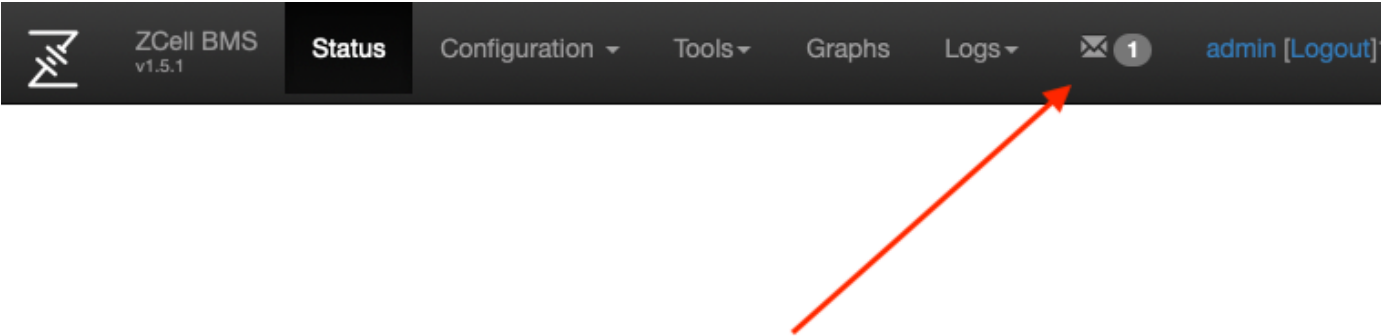 ZCell BMS
v1.5.1
Status
Configuration
Tools
Graphs
Logs
1
admin [Logout]